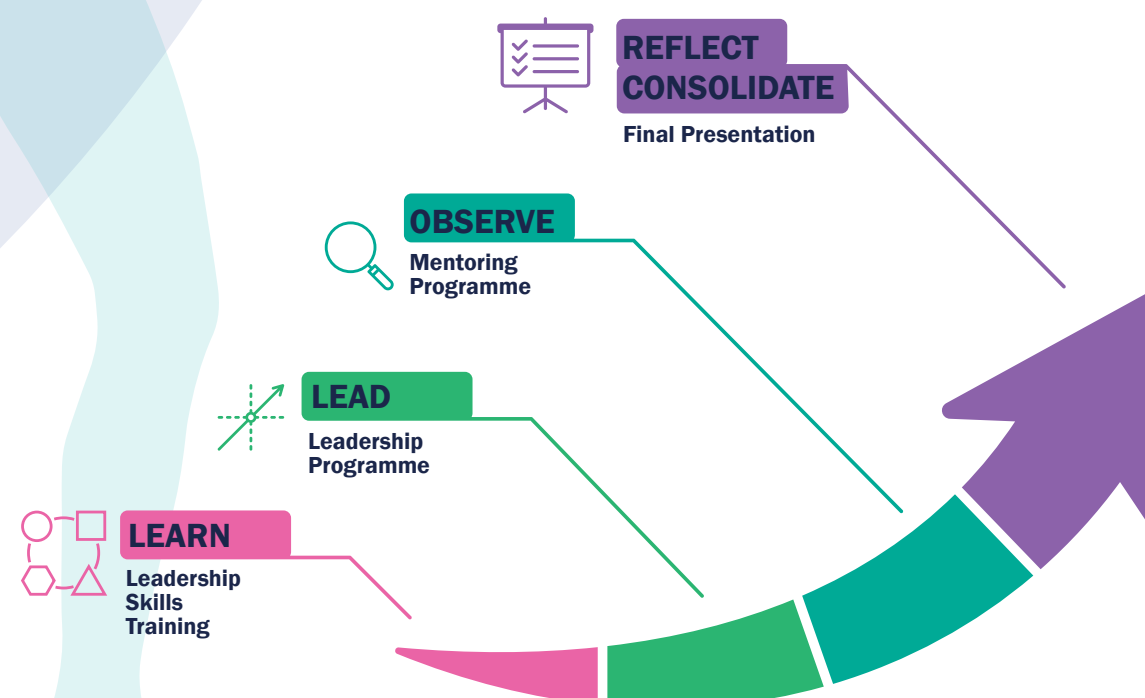 REFLECT
CONSOLIDATE
Final Presentation
OBSERVE
Mentoring
Programme
LEAD
Leadership
Programme
LEARN
Leadership
Skills
Training